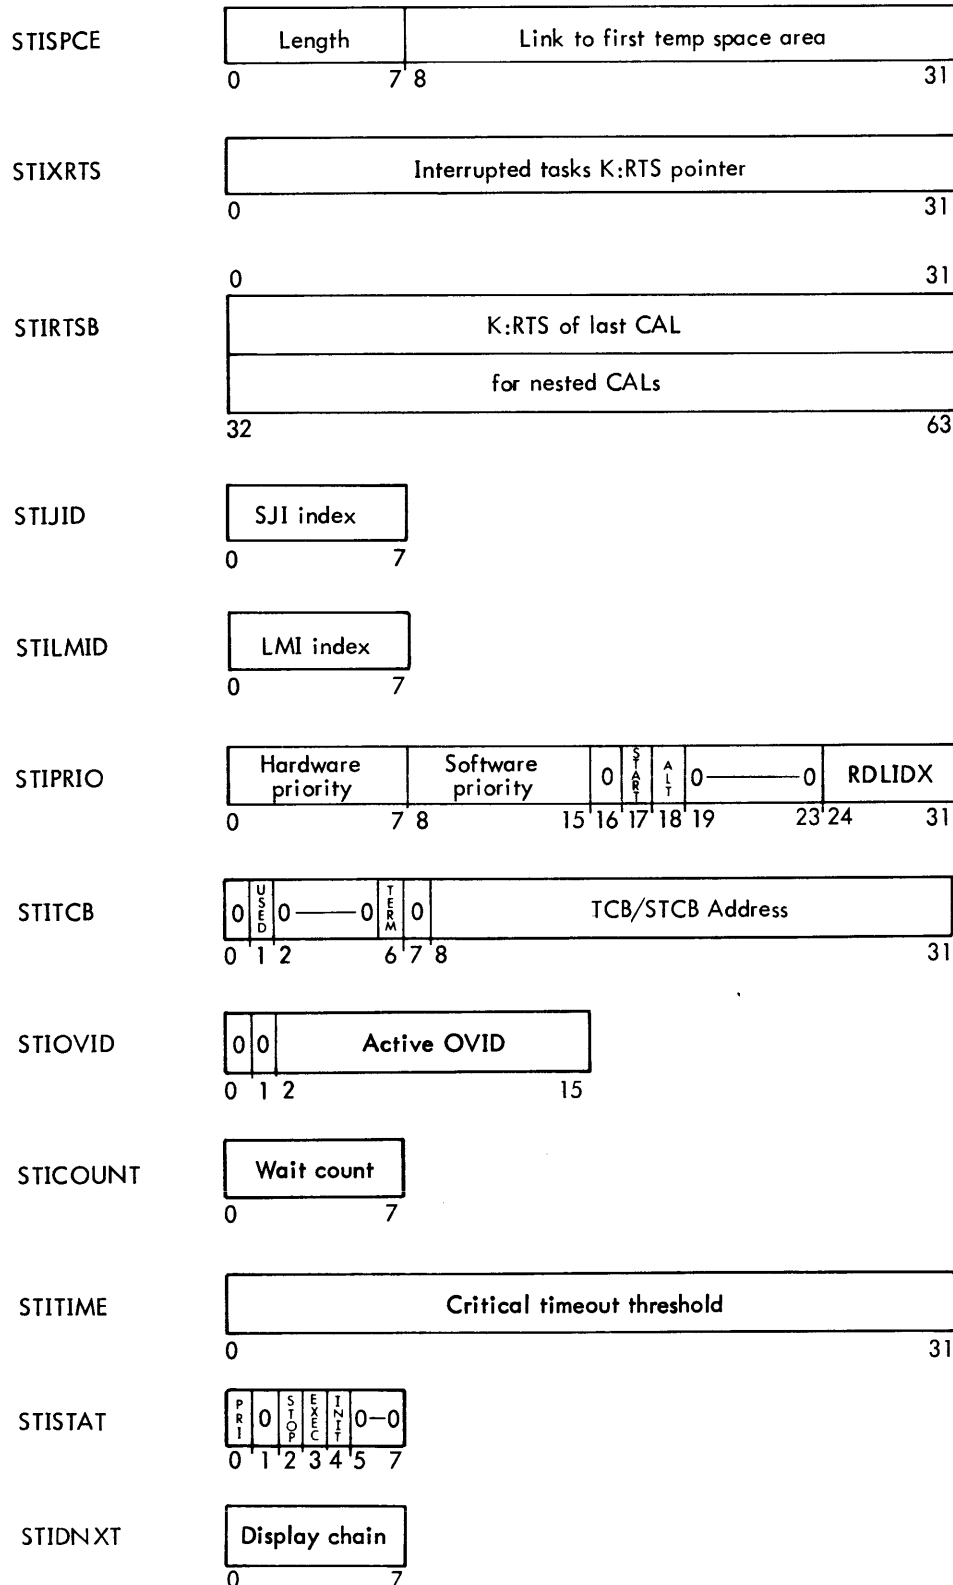 STISPCE Length Link to first temp space area
0 7 8 31
STIXRTS Interrupted tasks K:RTS pointer
0 31
0 31
STIRTSB K:RTS of last CAL
for nested CALs
32 63
STIJID SJI index
0 7
STILMID LMI index
0 7
STIPRIO Hardware priority Software priority 0 START ALT 0 0 RDLIDX
0 7 8 15 16 17 18 19 23 24 31
STITCB 0 USED 0 0 TERM 0 TCB/STCB Address
0 1 2 6 7 8 31
STIOVID 0 0 Active OVID
0 1 2 15
STICOUNT Wait count
0 7
STITIME Critical timeout threshold
0 31
STISTAT PRI 0 STOP EXEC INIT 0–0
0 1 2 3 4 5 7
STIDNXT Display chain
0 7